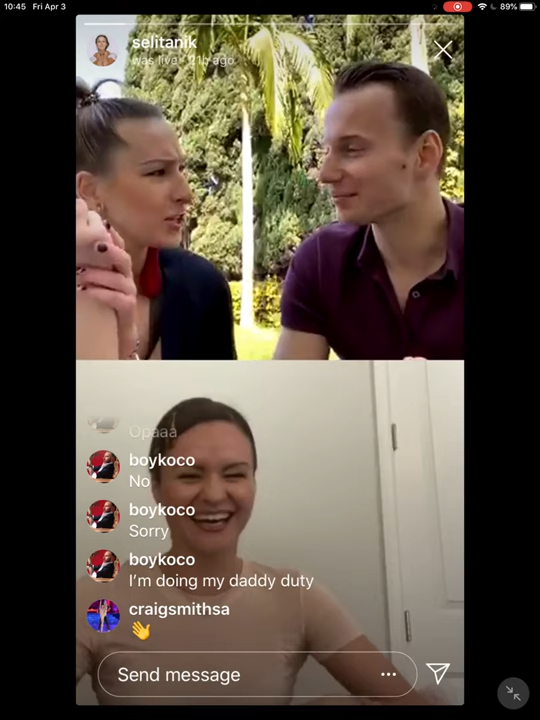 10:45 Fri Apr 3
89%
selitanik
was live · 21h ago
Opaaa
boykoco
No
boykoco
Sorry
boykoco
I'm doing my daddy duty
craigsmithsa
👋
Send message